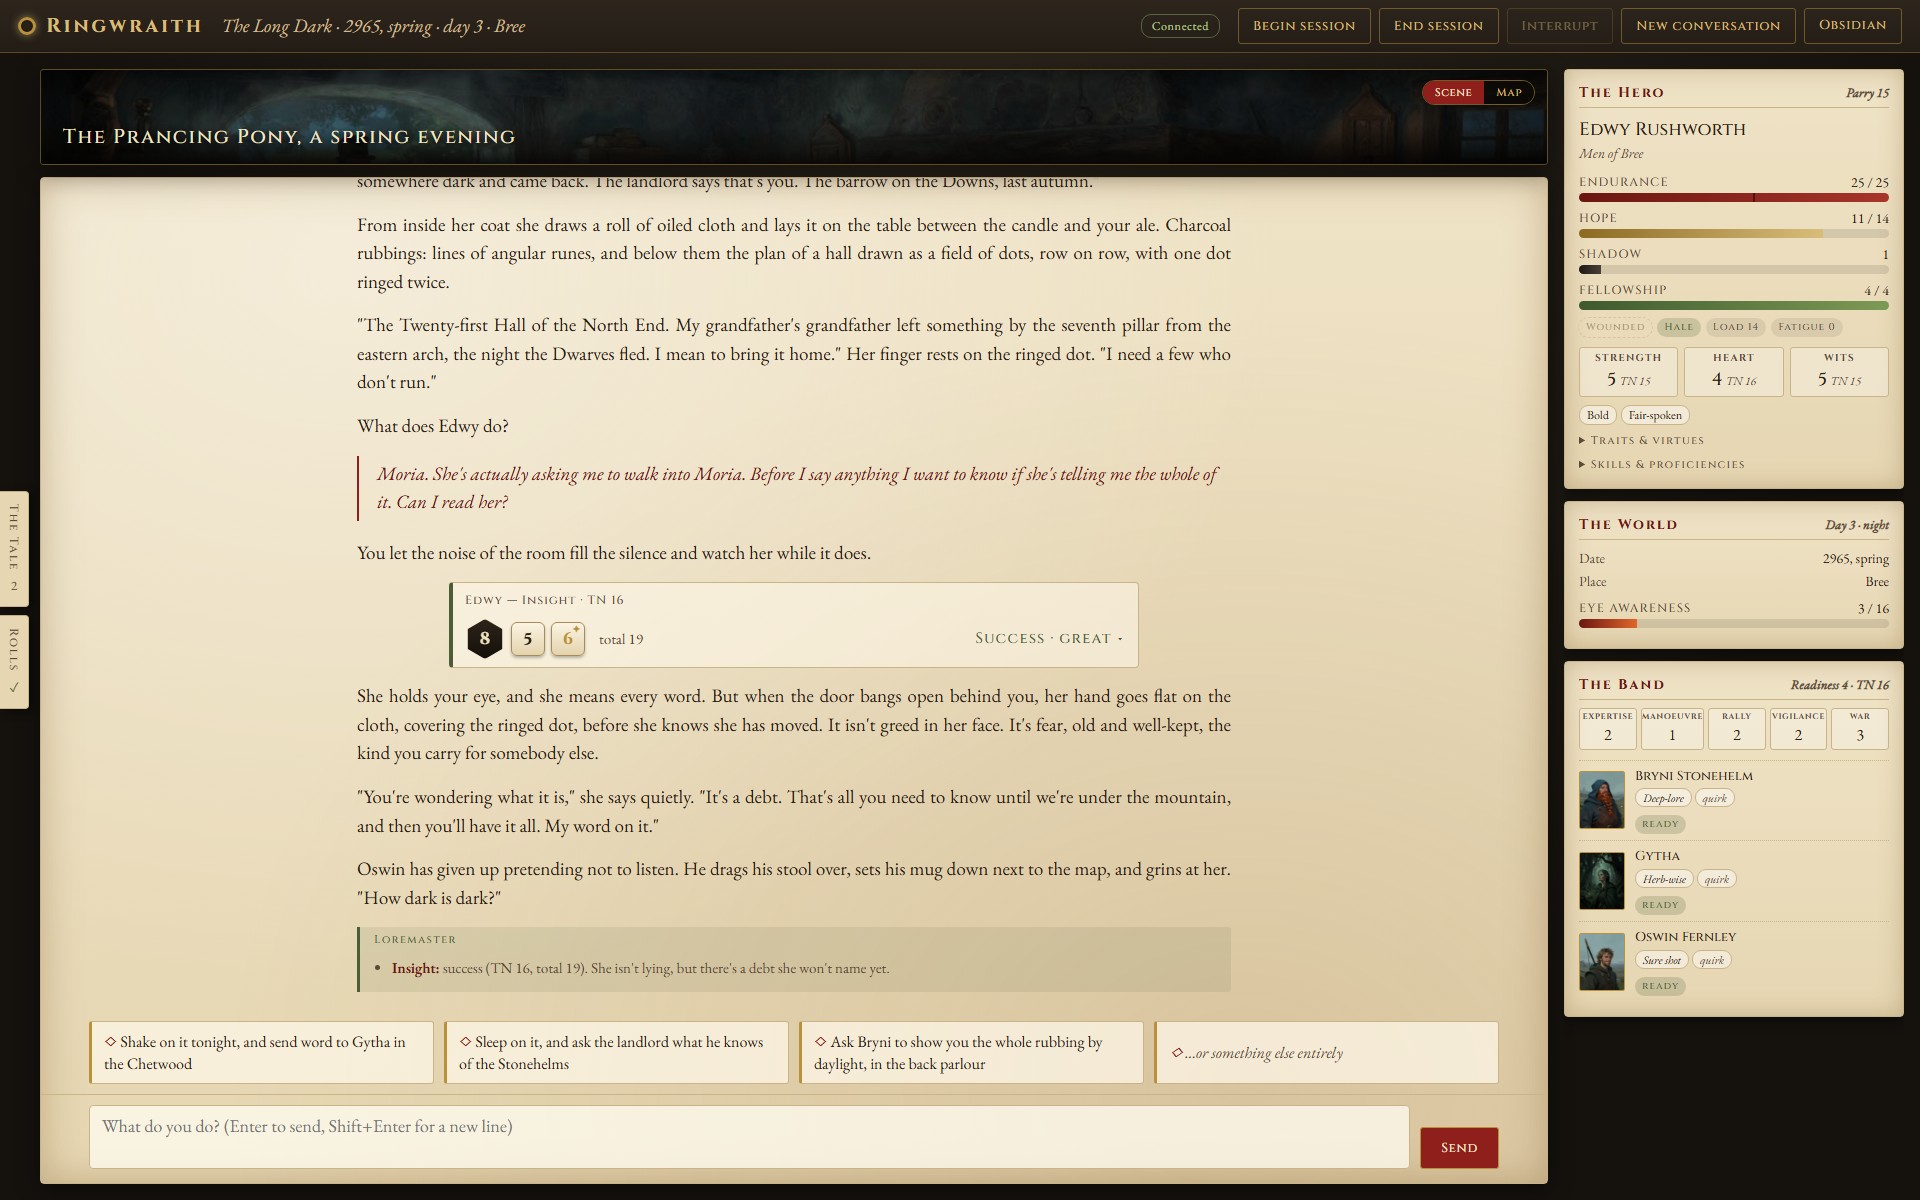 RINGWRAITH
The Long Dark · 2965, spring · day 3 · Bree
Connected
BEGIN SESSION
END SESSION
INTERRUPT
NEW CONVERSATION
OBSIDIAN
THE PRANCING PONY, A SPRING EVENING
SCENE
MAP
somewhere dark and came back. The landlord says that's you. The barrow on the Downs, last autumn.
From inside her coat she draws a roll of oiled cloth and lays it on the table between the candle and your ale. Charcoal
rubbings: lines of angular runes, and below them the plan of a hall drawn as a field of dots, row on row, with one dot
ringed twice.
"The Twenty-first Hall of the North End. My grandfather's grandfather left something by the seventh pillar from the
eastern arch, the night the Dwarves fled. I mean to bring it home." Her finger rests on the ringed dot. "I need a few who
don't run."
What does Edwy do?
Moria. She's actually asking me to walk into Moria. Before I say anything I want to know if she's telling me the whole of
it. Can I read her?
You let the noise of the room fill the silence and watch her while it does.
EDWY — INSIGHT · TN 16
8
5
6
total 19
SUCCESS · GREAT
She holds your eye, and she means every word. But when the door bangs open behind you, her hand goes flat on the
cloth, covering the ringed dot, before she knows she has moved. It isn't greed in her face. It's fear, old and well-kept, the
kind you carry for somebody else.
"You're wondering what it is," she says quietly. "It's a debt. That's all you need to know until we're under the mountain,
and then you'll have it all. My word on it."
Oswin has given up pretending not to listen. He drags his stool over, sets his mug down next to the map, and grins at her.
"How dark is dark?"
LOREMASTER
• Insight: success (TN 16, total 19). She isn't lying, but there's a debt she won't name yet.
◇ Shake on it tonight, and send word to Gytha in
the Chetwood
◇ Sleep on it, and ask the landlord what he knows
of the Stonehelms
◇ Ask Bryni to show you the whole rubbing by
daylight, in the back parlour
◇ ...or something else entirely
What do you do? (Enter to send, Shift+Enter for a new line)
SEND
THE TALE 2
ROLLS ✓
THE HERO
Parry 15
EDWY RUSHWORTH
Men of Bree
ENDURANCE
25 / 25
HOPE
11 / 14
SHADOW
1
FELLOWSHIP
4 / 4
WOUNDED
HALE
LOAD 14
FATIGUE 0
STRENGTH
5 TN 15
HEART
4 TN 16
WITS
5 TN 15
Bold
Fair-spoken
▶ TRAITS & VIRTUES
▶ SKILLS & PROFICIENCIES
THE WORLD
Day 3 · night
Date
2965, spring
Place
Bree
EYE AWARENESS
3 / 16
THE BAND
Readiness 4 · TN 16
EXPERTISE
2
MANOEUVRE
1
RALLY
2
VIGILANCE
2
WAR
3
BRYNI STONEHELM
Deep-lore
quirk
READY
GYTHA
Herb-wise
quirk
READY
OSWIN FERNLEY
Sure shot
quirk
READY